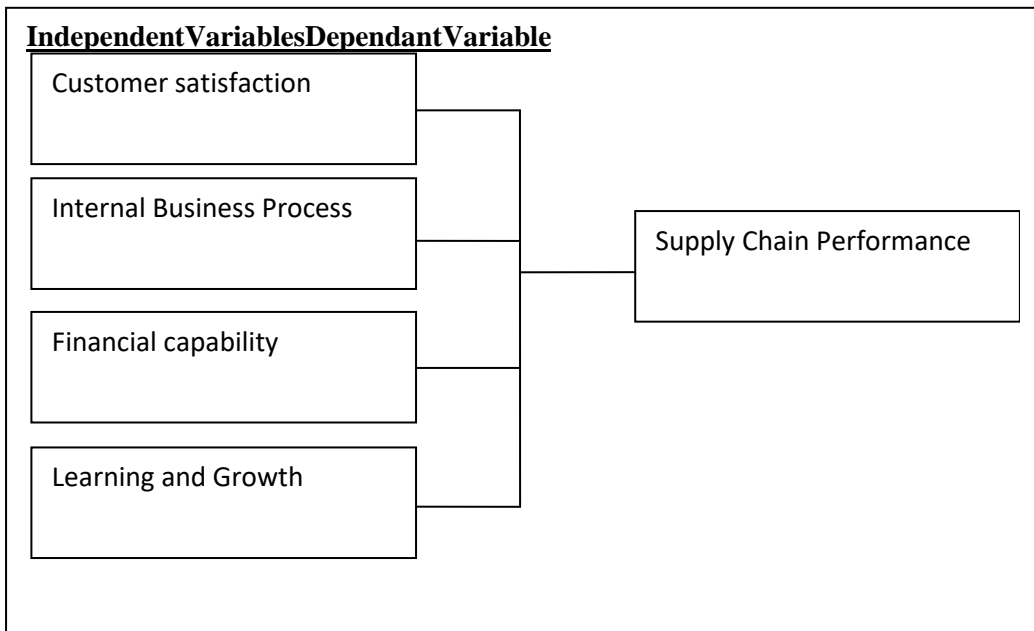 IndependentVariablesDependantVariable
Customer satisfaction
Internal Business Process
Supply Chain Performance
Financial capability
Learning and Growth